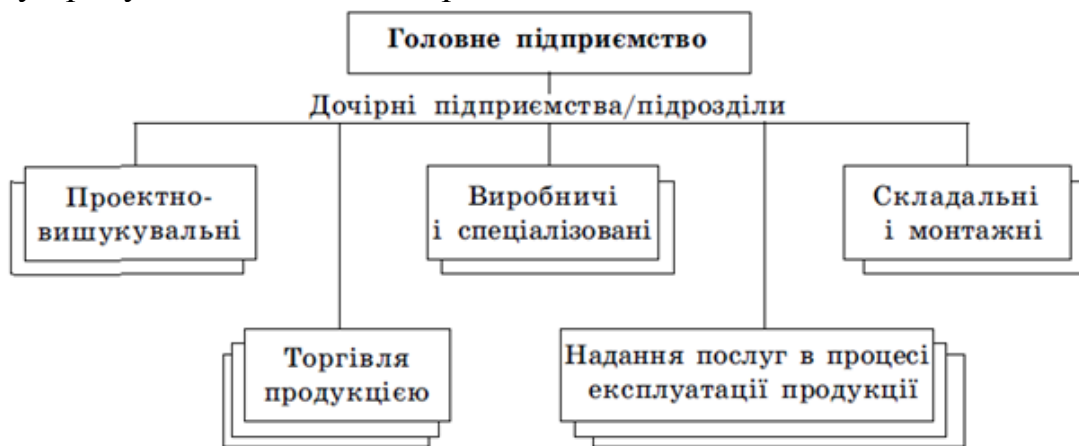 Головне підприємство
Дочірні підприємства/підрозділи
Проектно-
вишукувальні
Виробничі
і спеціалізовані
Складальні
і монтажні
Торгівля
продукцією
Надання послуг в процесі
експлуатації продукції